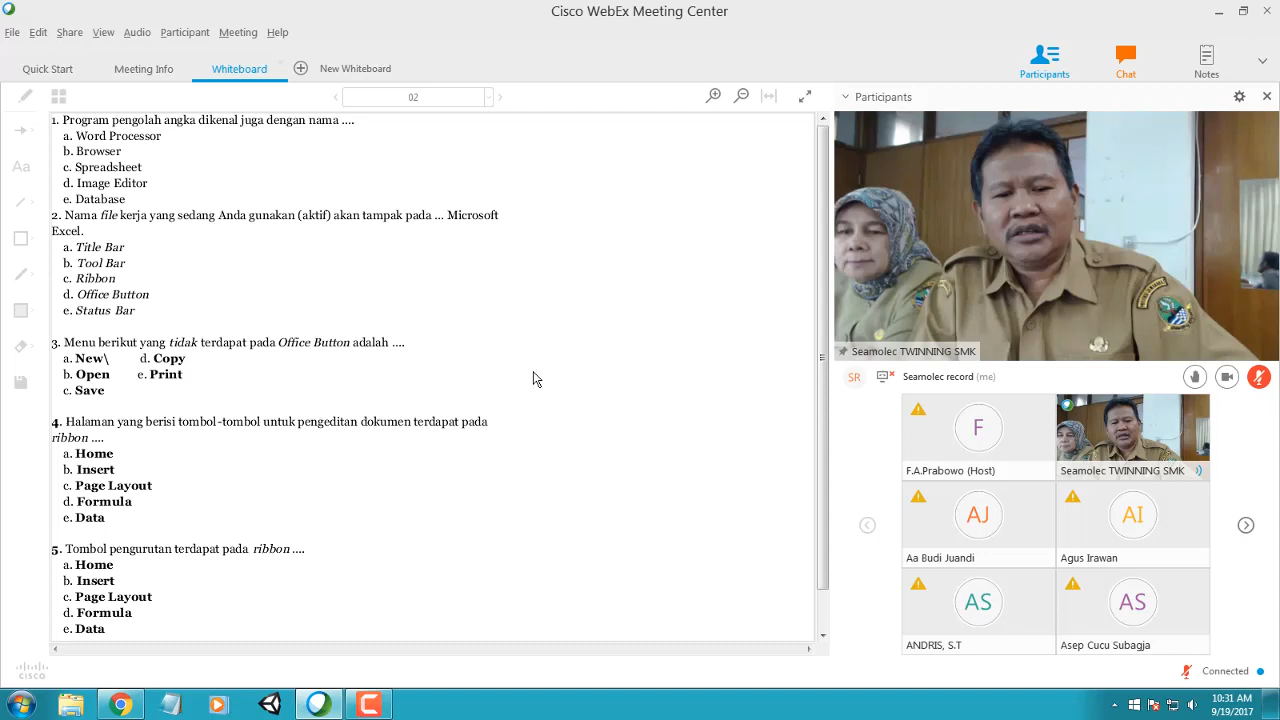 Cisco WebEx Meeting Center
File Edit Share View Audio Participant Meeting Help
Quick Start Meeting Info Whiteboard New Whiteboard
Participants Chat Notes
02
Participants
1. Program pengolah angka dikenal juga dengan nama ....
a. Word Processor
b. Browser
c. Spreadsheet
d. Image Editor
e. Database
2. Nama file kerja yang sedang Anda gunakan (aktif) akan tampak pada ... Microsoft
Excel.
a. Title Bar
b. Tool Bar
c. Ribbon
d. Office Button
e. Status Bar
3. Menu berikut yang tidak terdapat pada Office Button adalah ....
a. New\ d. Copy
b. Open e. Print
c. Save
4. Halaman yang berisi tombol-tombol untuk pengeditan dokumen terdapat pada
ribbon ....
a. Home
b. Insert
c. Page Layout
d. Formula
e. Data
5. Tombol pengurutan terdapat pada ribbon ....
a. Home
b. Insert
c. Page Layout
d. Formula
e. Data
Aa
cisco
Seamolec TWINNING SMK
SR Seamolec record (me)
F
F.A.Prabowo (Host)
Seamolec TWINNING SMK
AJ
Aa Budi Juandi
AI
Agus Irawan
AS
ANDRIS, S.T
AS
Asep Cucu Subagja
Connected
10:31 AM
9/19/2017